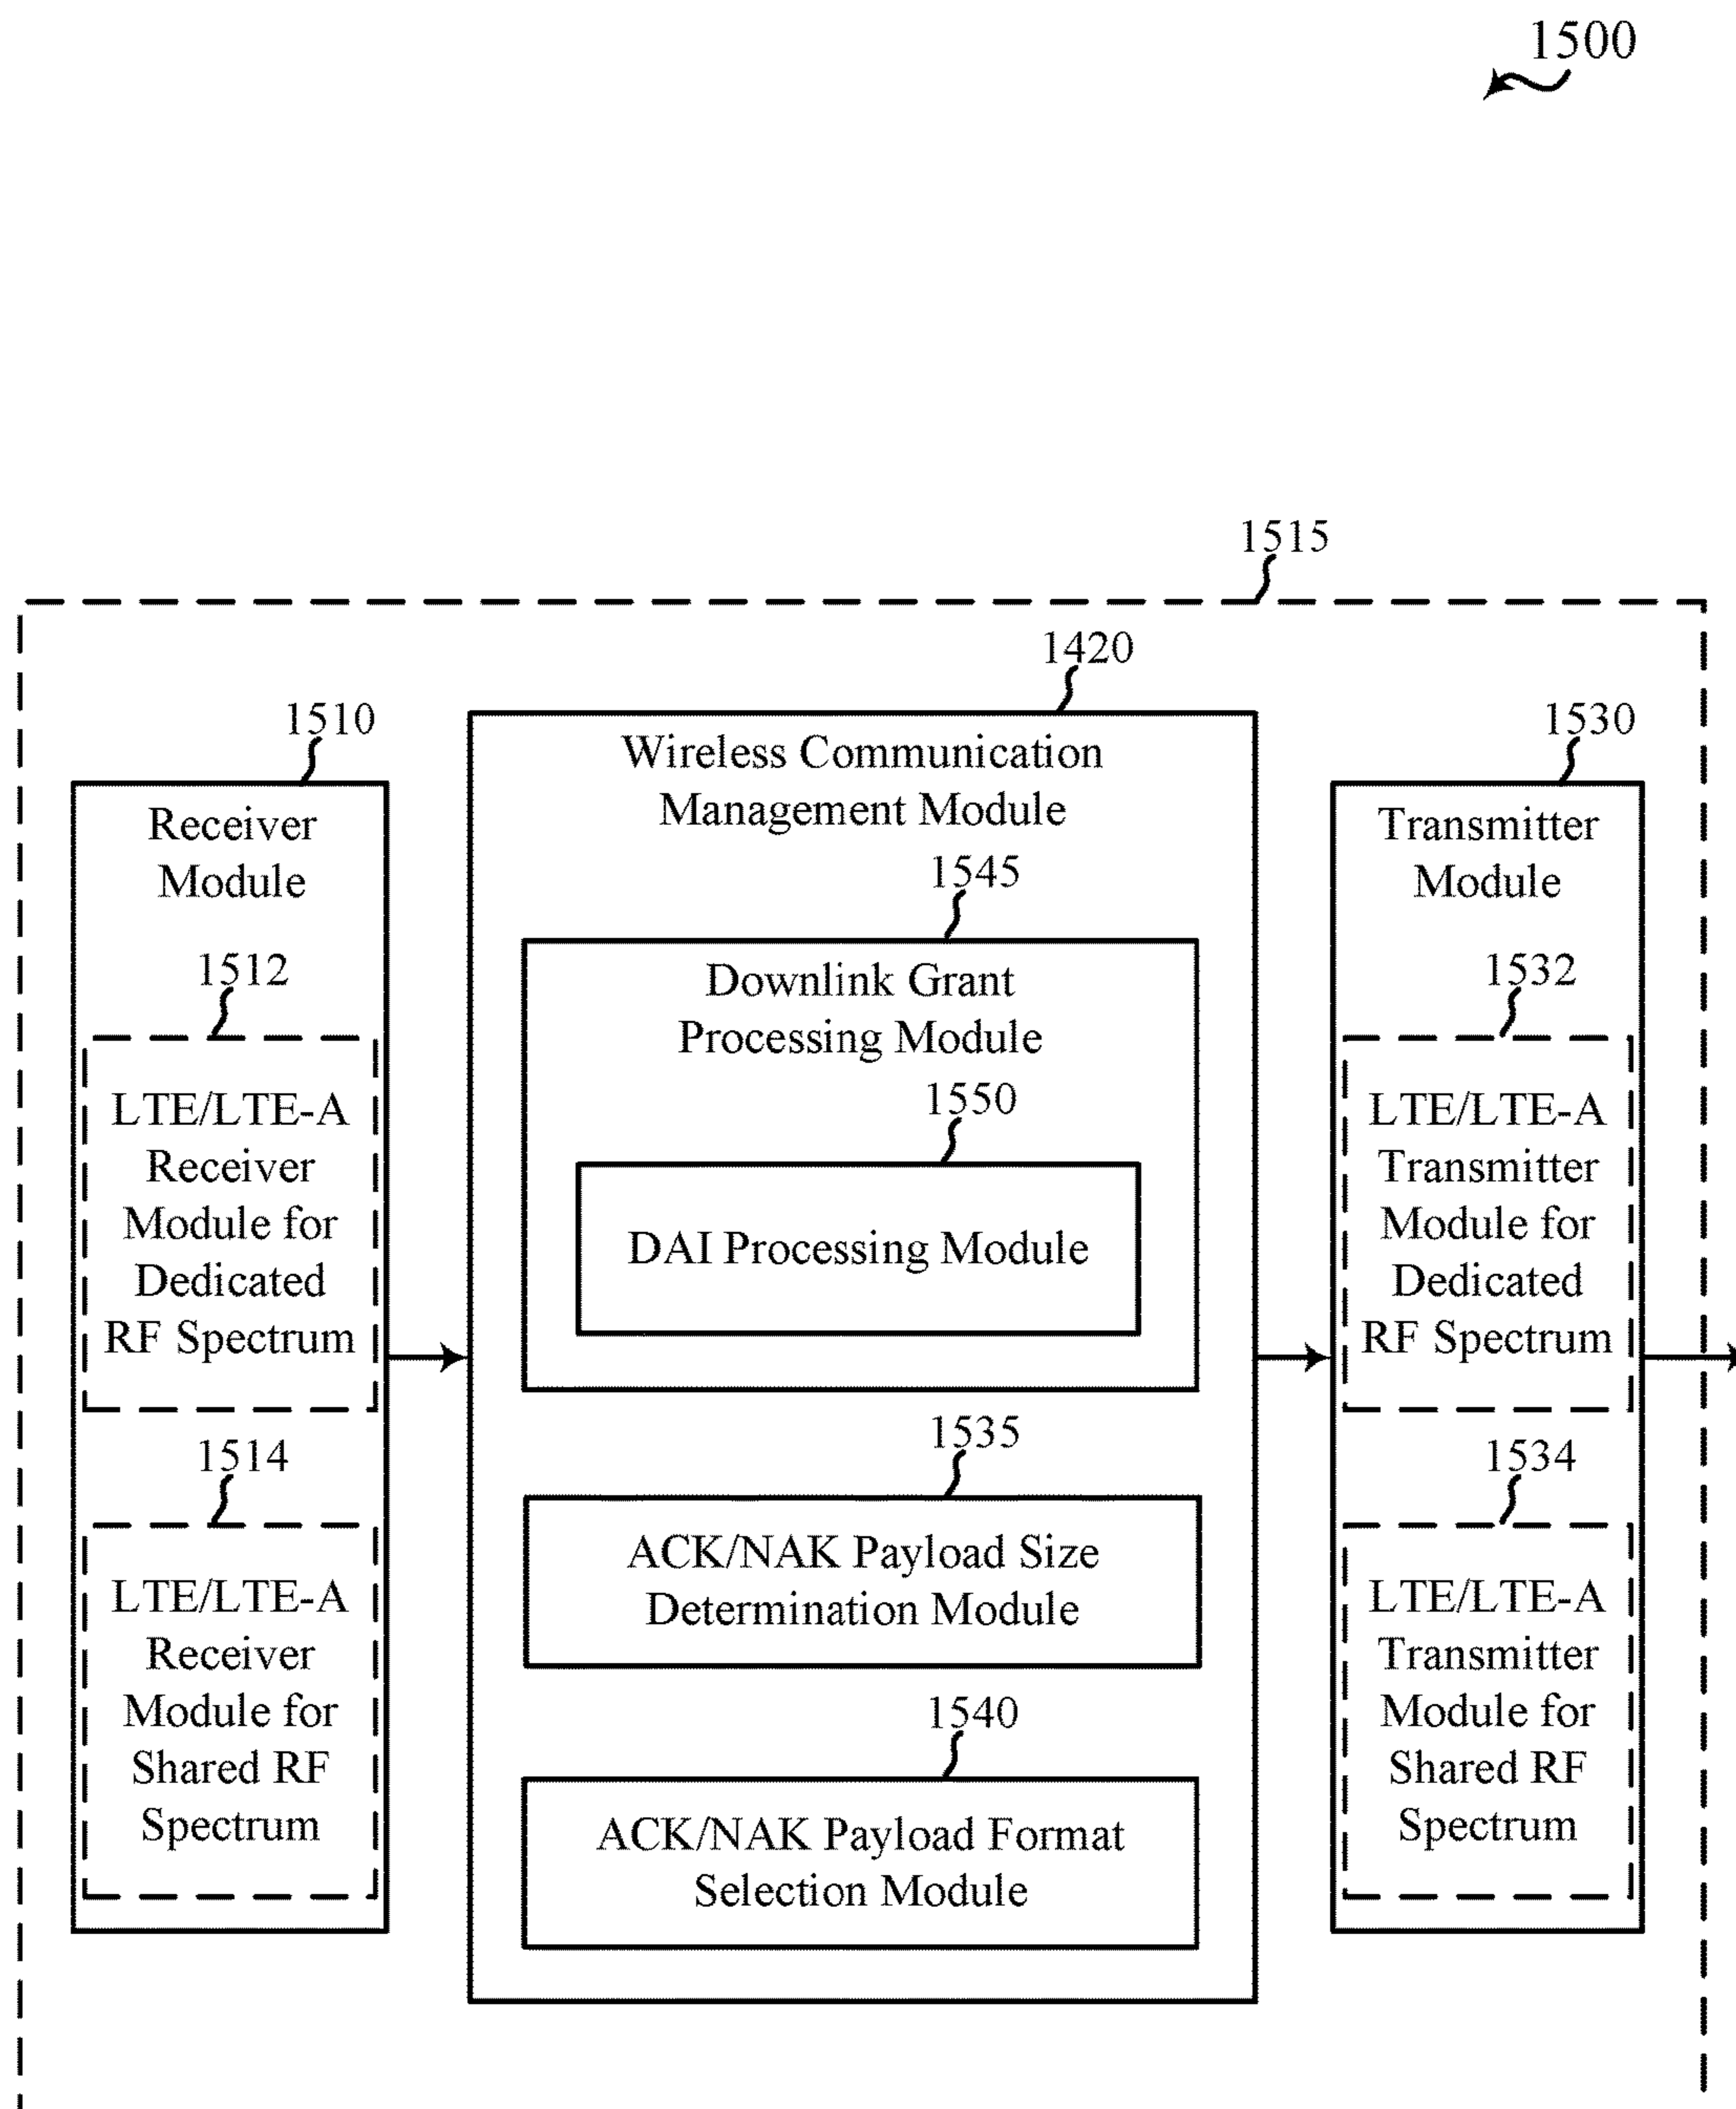 1500
1515
1420
1510
1530
Wireless Communication
Management Module
Receiver
Module
Transmitter
Module
1545
1512
1532
Downlink Grant
Processing Module
1550
LTE/LTE-A
Receiver
Module for
Dedicated
RF Spectrum
DAI Processing Module
LTE/LTE-A
Transmitter
Module for
Dedicated
RF Spectrum
1535
1514
1534
ACK/NAK Payload Size
Determination Module
LTE/LTE-A
Receiver
Module for
Shared RF
Spectrum
LTE/LTE-A
Transmitter
Module for
Shared RF
Spectrum
1540
ACK/NAK Payload Format
Selection Module